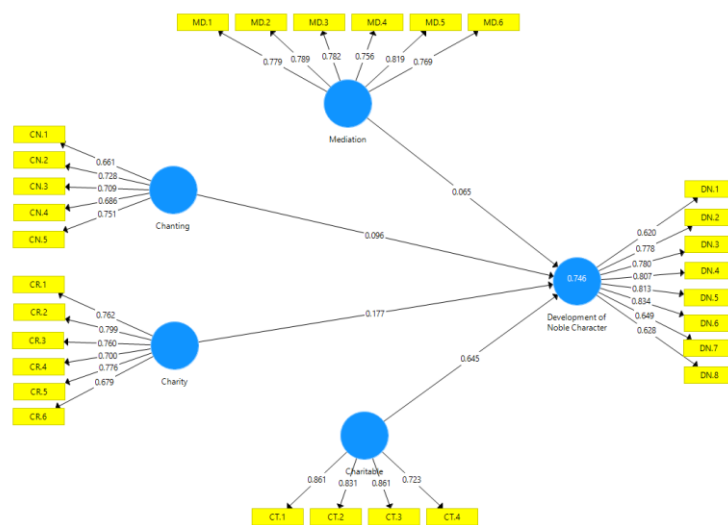 MD.1
MD.2
MD.3
MD.4
MD.5
MD.6
0.779
0.789
0.782
0.756
0.819
0.769
Mediation
CN.1
CN.2
CN.3
CN.4
CN.5
0.661
0.728
0.709
0.686
0.751
Chanting
0.065
0.096
CR.1
CR.2
CR.3
CR.4
CR.5
CR.6
0.762
0.799
0.760
0.700
0.776
0.679
Charity
0.177
0.645
0.746
Development of
Noble Character
0.620
0.778
0.780
0.807
0.813
0.834
0.649
0.628
DN.1
DN.2
DN.3
DN.4
DN.5
DN.6
DN.7
DN.8
Charitable
0.861
0.831
0.861
0.723
CT.1
CT.2
CT.3
CT.4